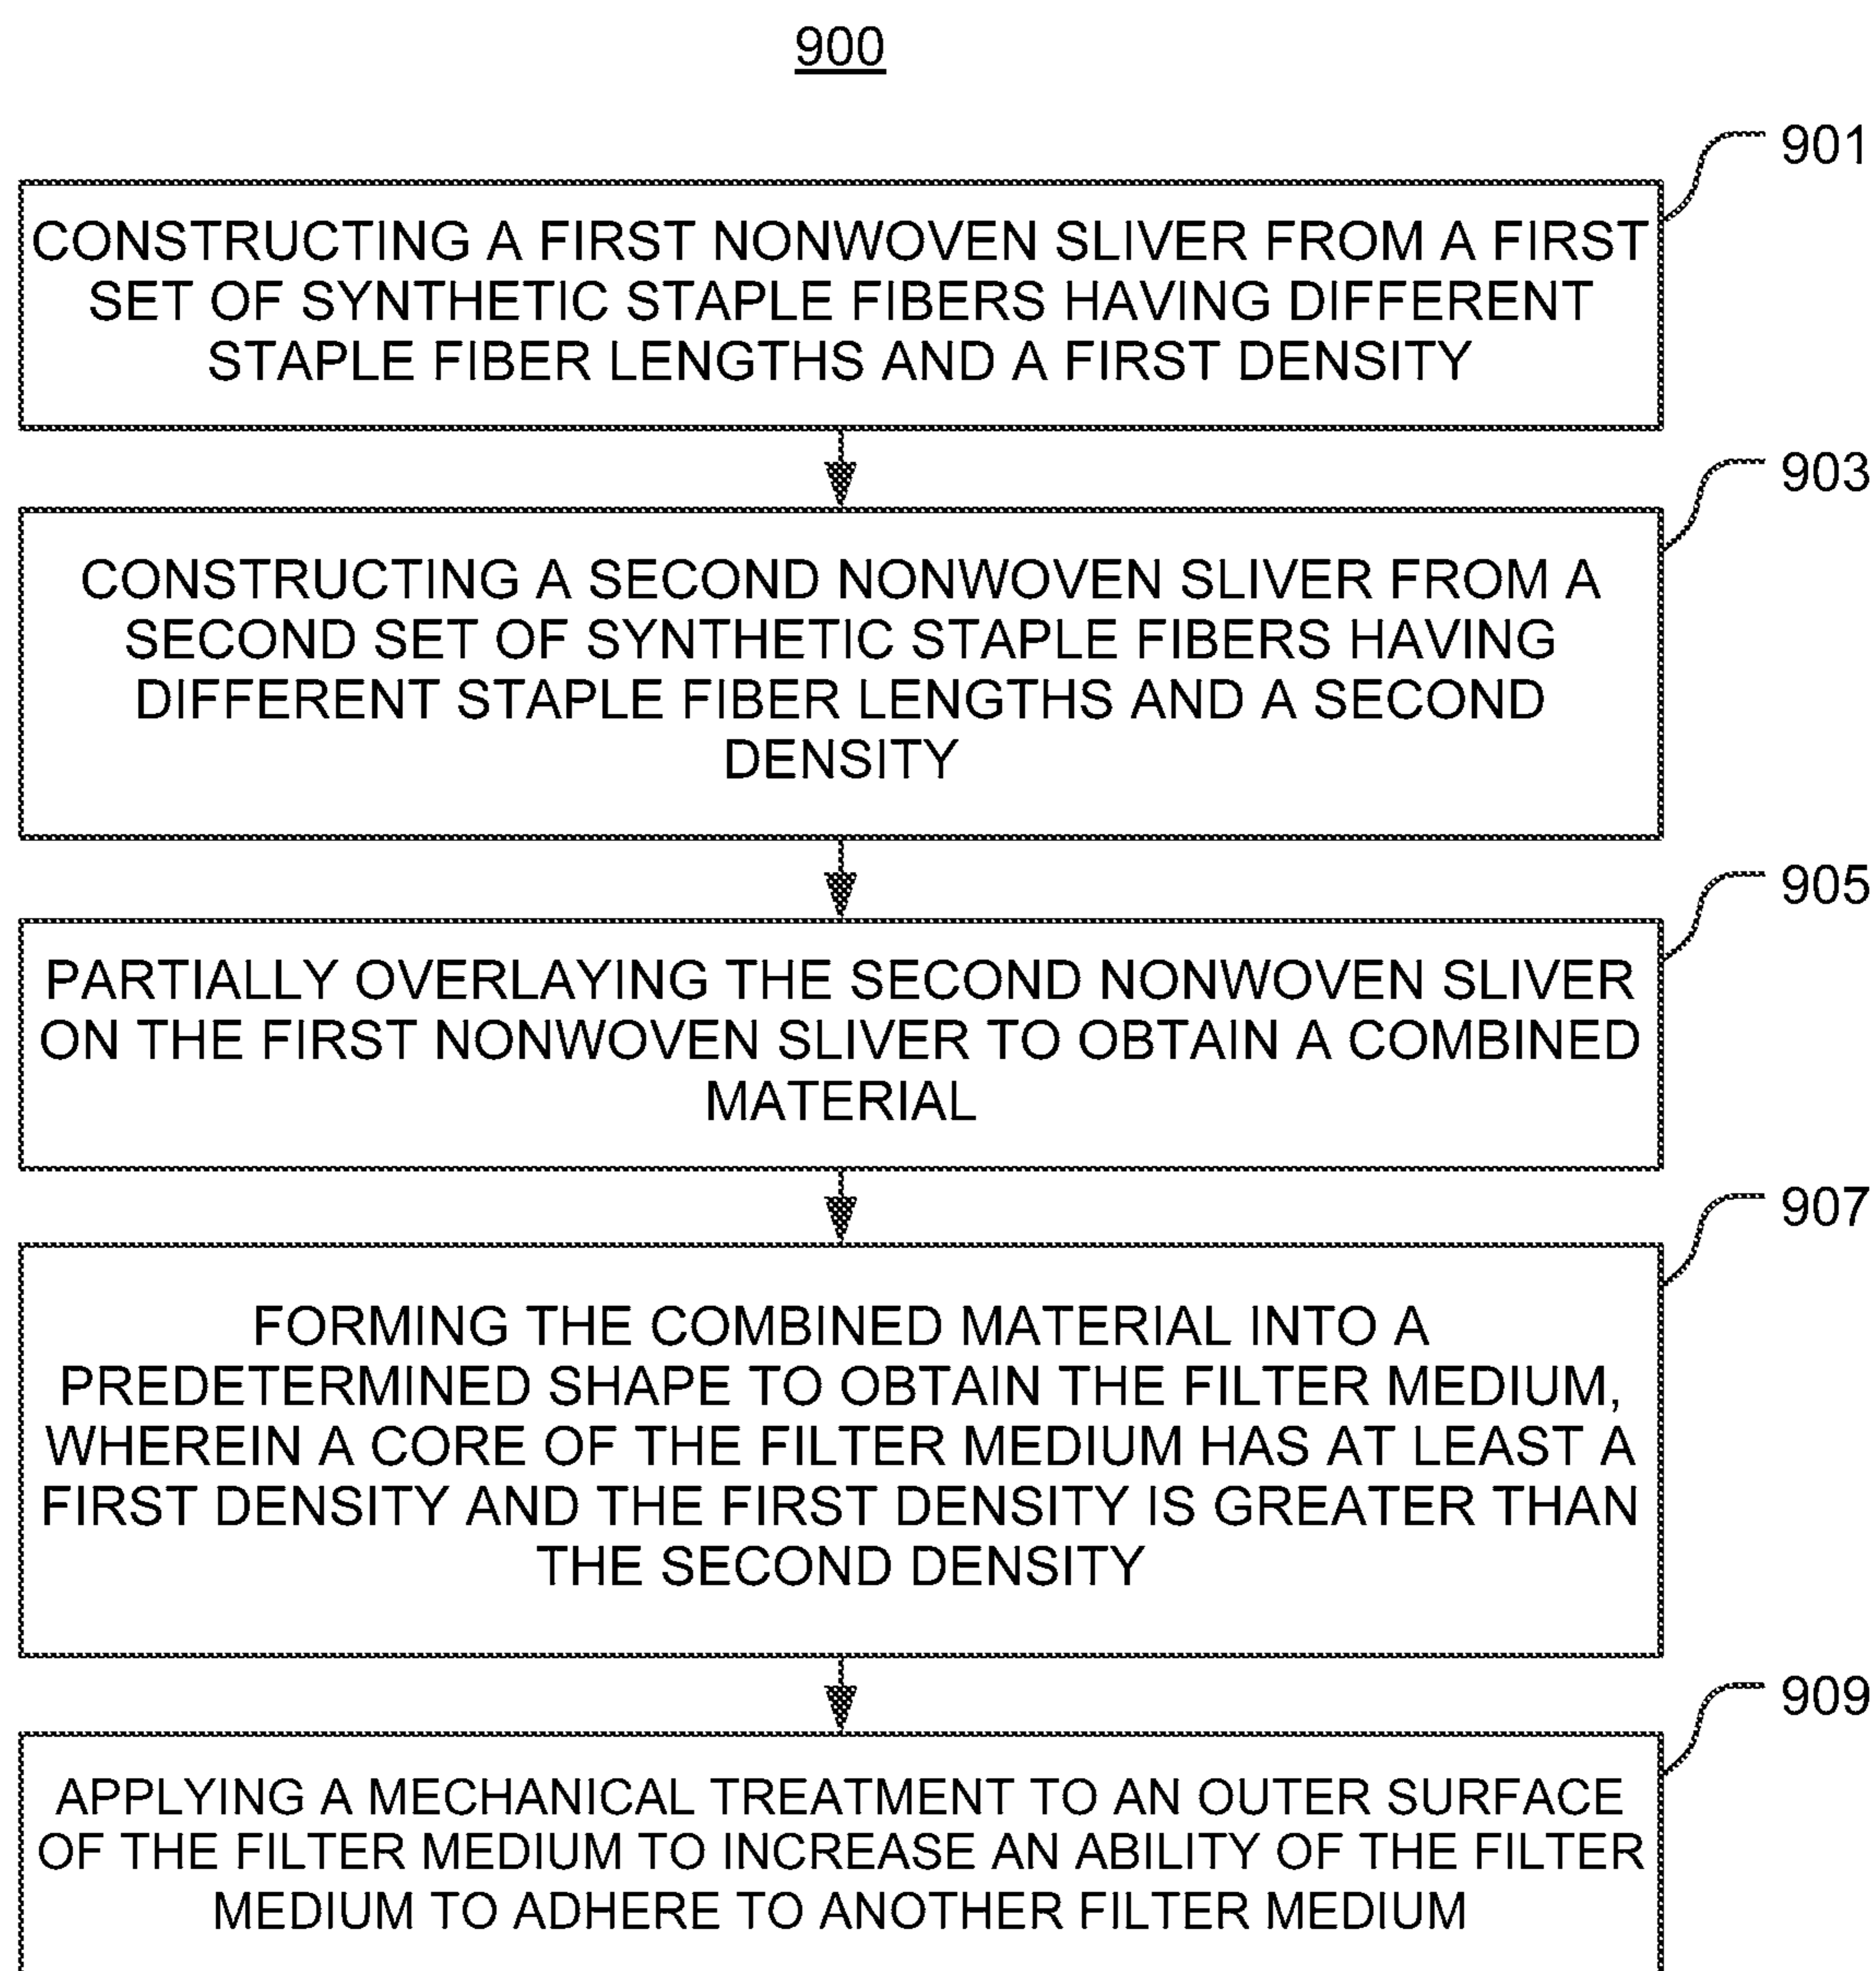 900
901
CONSTRUCTING A FIRST NONWOVEN SLIVER FROM A FIRST
SET OF SYNTHETIC STAPLE FIBERS HAVING DIFFERENT
STAPLE FIBER LENGTHS AND A FIRST DENSITY
903
CONSTRUCTING A SECOND NONWOVEN SLIVER FROM A
SECOND SET OF SYNTHETIC STAPLE FIBERS HAVING
DIFFERENT STAPLE FIBER LENGTHS AND A SECOND
DENSITY
905
PARTIALLY OVERLAYING THE SECOND NONWOVEN SLIVER
ON THE FIRST NONWOVEN SLIVER TO OBTAIN A COMBINED
MATERIAL
907
FORMING THE COMBINED MATERIAL INTO A
PREDETERMINED SHAPE TO OBTAIN THE FILTER MEDIUM,
WHEREIN A CORE OF THE FILTER MEDIUM HAS AT LEAST A
FIRST DENSITY AND THE FIRST DENSITY IS GREATER THAN
THE SECOND DENSITY
909
APPLYING A MECHANICAL TREATMENT TO AN OUTER SURFACE
OF THE FILTER MEDIUM TO INCREASE AN ABILITY OF THE FILTER
MEDIUM TO ADHERE TO ANOTHER FILTER MEDIUM